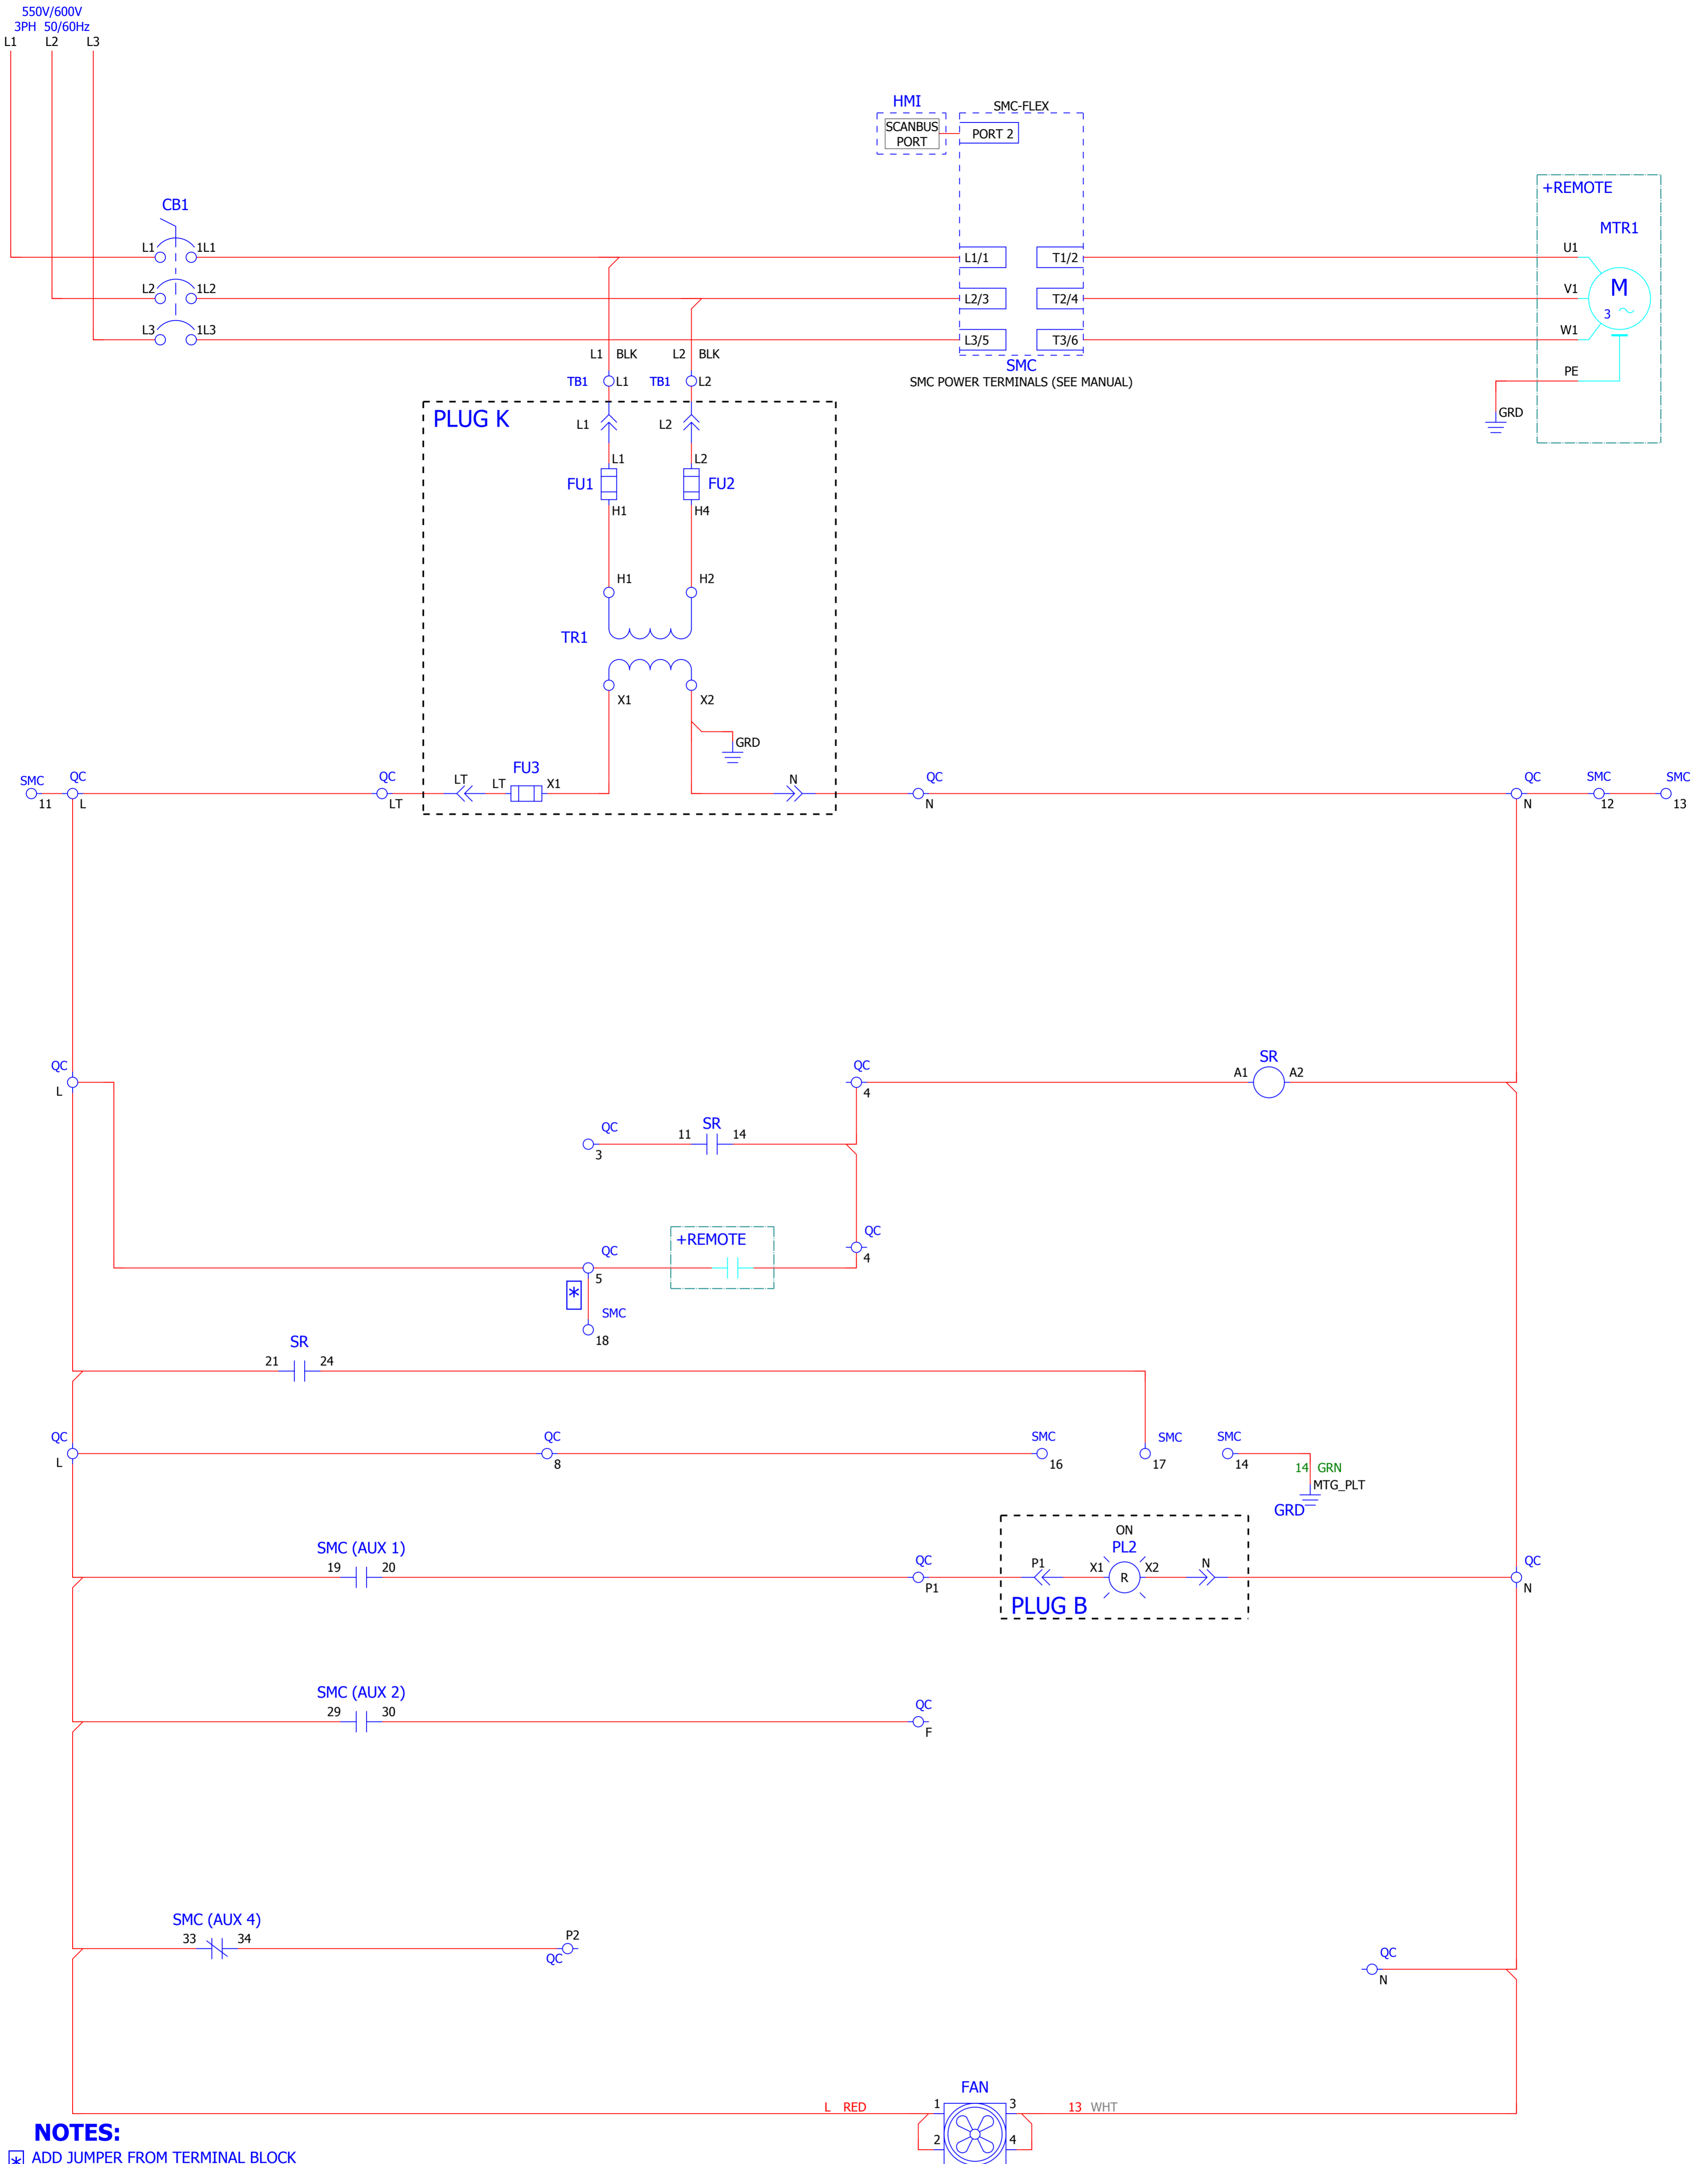 550V/600V
3PH 50/60Hz
L1 L2 L3
HMI
SMC-FLEX
SCANBUS
PORT
PORT 2
+REMOTE
CB1
MTR1
L1 1L1 L1/1 T1/2 U1
L2 1L2 L2/3 T2/4 V1
M
3
L3 1L3 L3/5 T3/6 W1
L1 BLK L2 BLK
SMC
SMC POWER TERMINALS (SEE MANUAL)
PE
TB1 L1 TB1 L2
GRD
PLUG K
L1 L2
L1 L2
FU1 FU2
H1 H4
H1 H2
TR1
X1 X2
GRD
SMC QC QC FU3 QC QC SMC SMC
LT LT X1 N
11 L LT N N 12 13
QC QC SR
L 4 A1 A2
QC 11 SR 14
3
+REMOTE QC
QC 4
5
*
SMC
18
SR
21 24
QC QC SMC SMC SMC
L 8 16 17 14
14 GRN
MTG_PLT
GRD
ON
SMC (AUX 1) PL2
19 20 QC P1 X1 X2 N QC
P1 R N
PLUG B
SMC (AUX 2)
29 30 QC
F
SMC (AUX 4)
33 34 P2
QC
QC
N
FAN
L RED 1 3 13 WHT
2 4
NOTES:
* ADD JUMPER FROM TERMINAL BLOCK